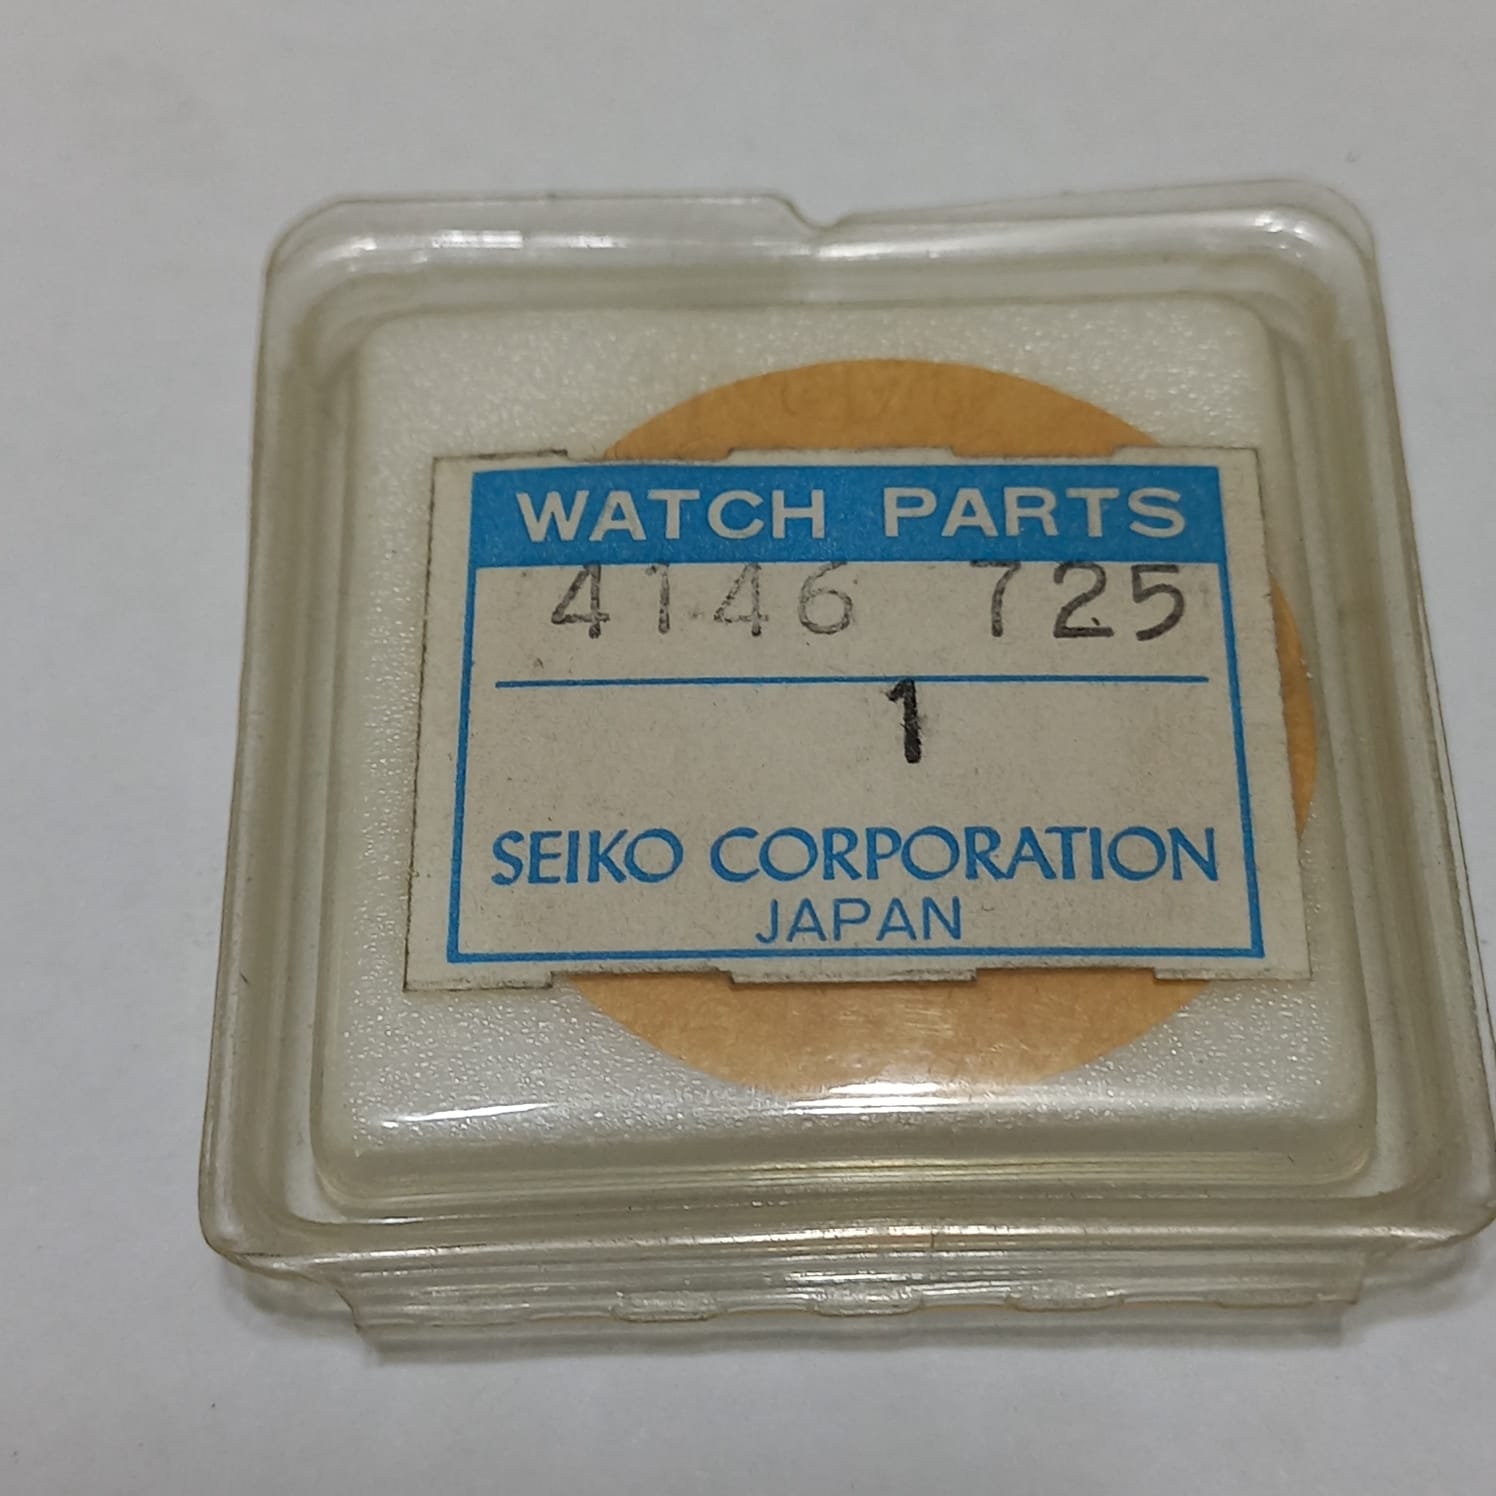 WATCH PARTS
4146 725
1
SEIKO CORPORATION
JAPAN